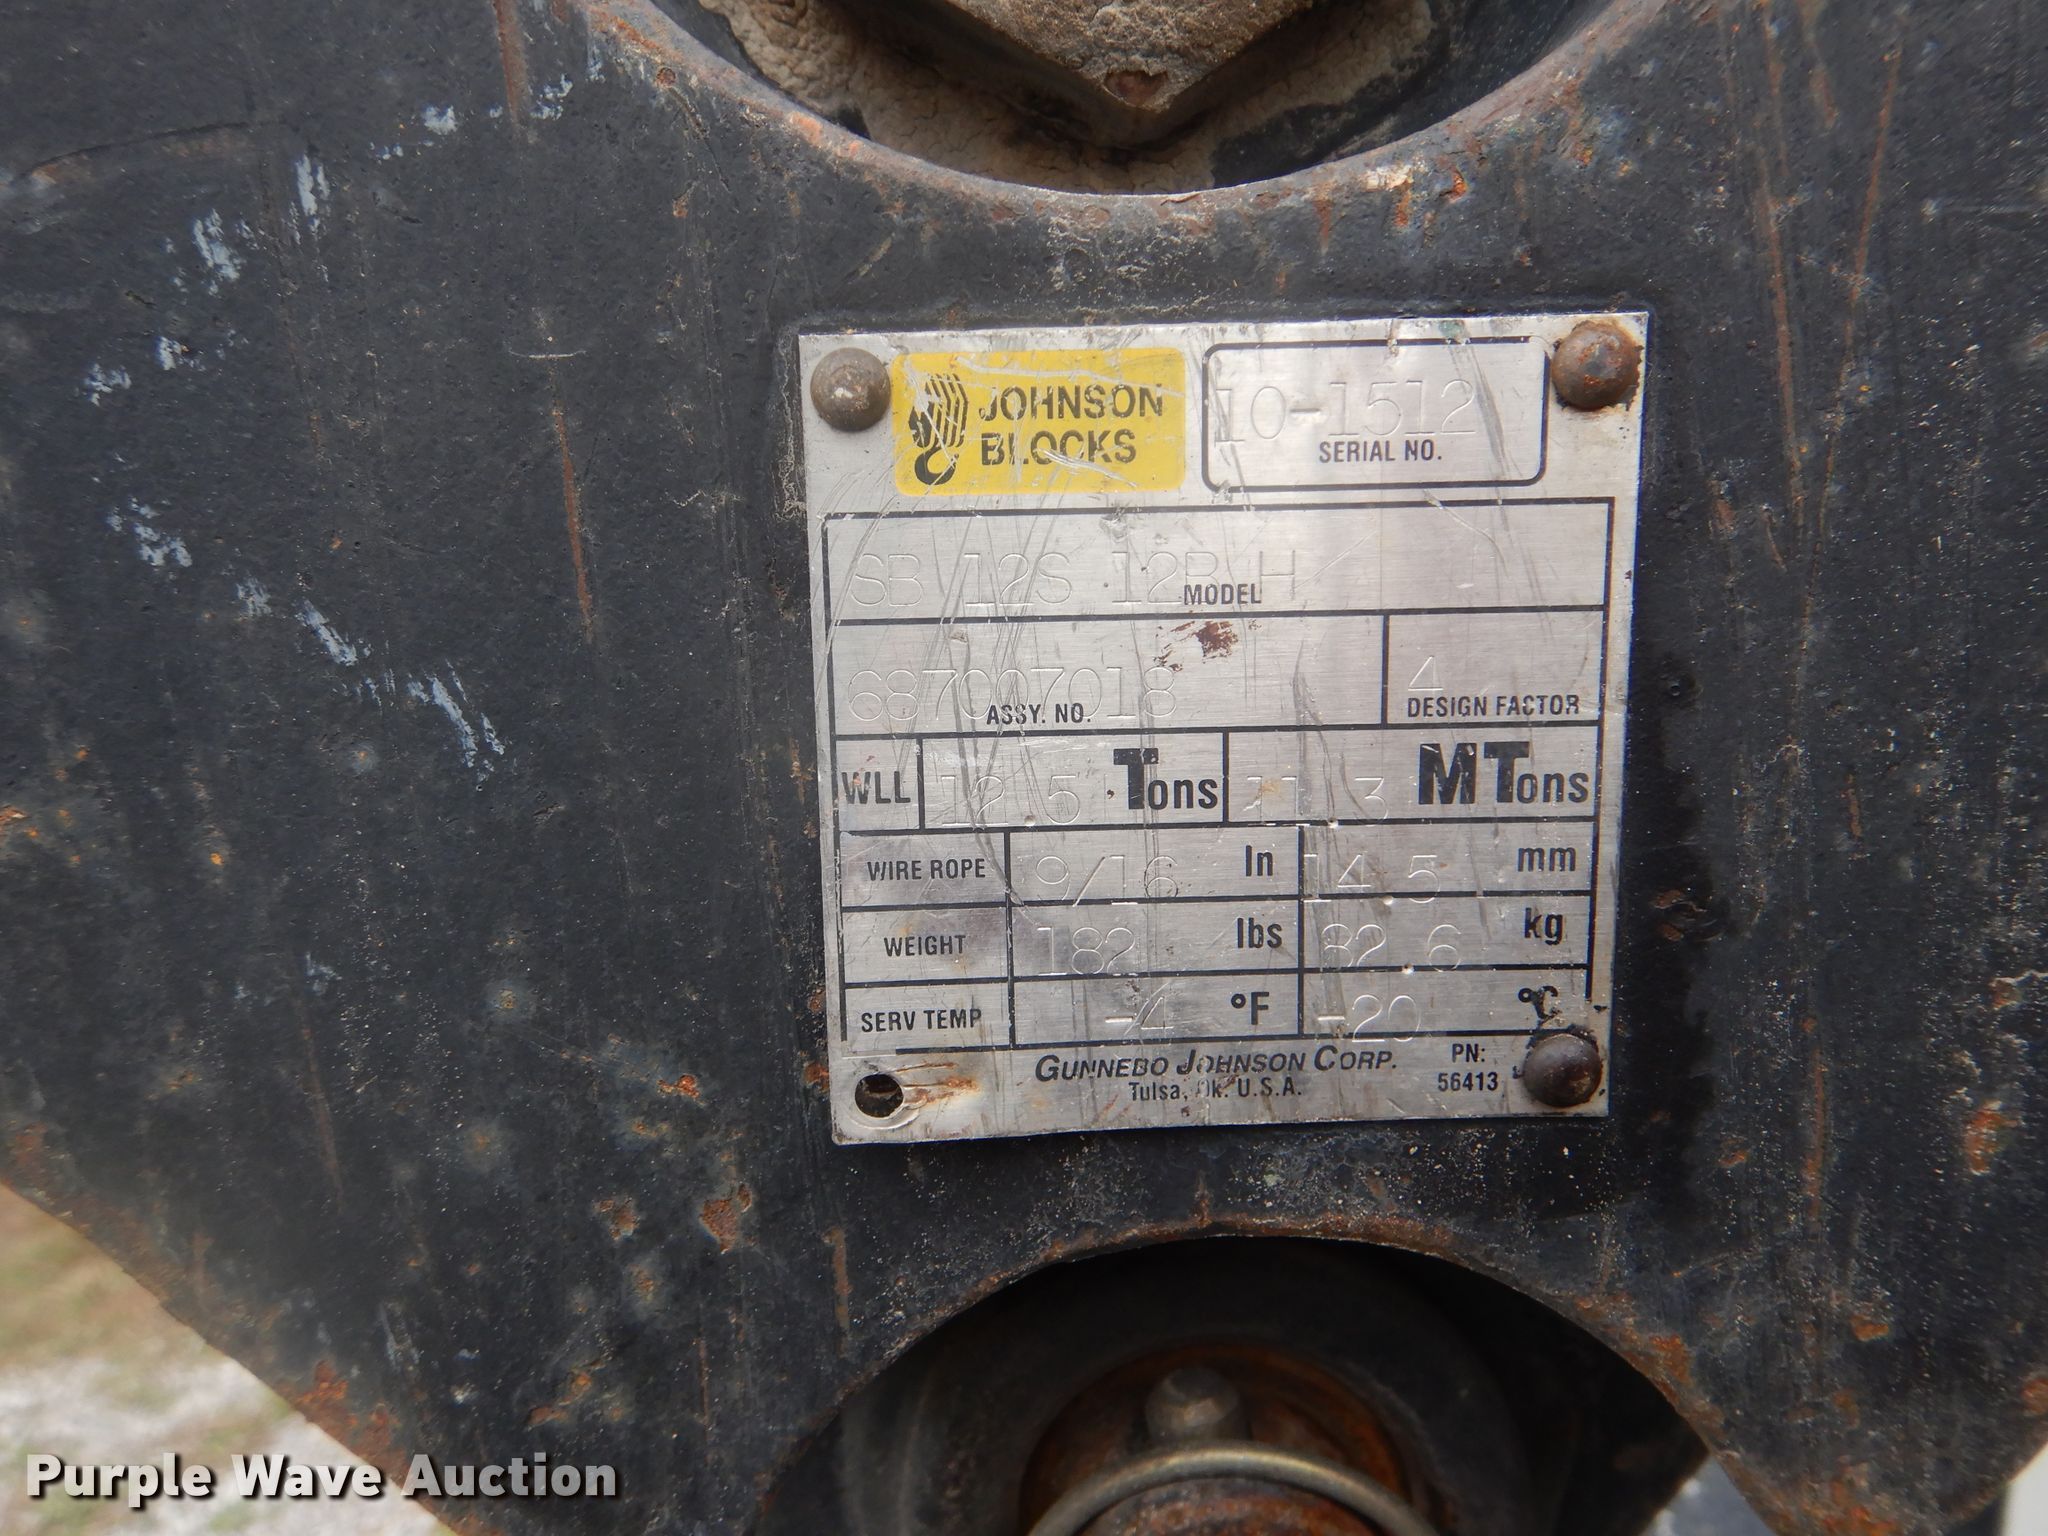 JOHNSON
BLOCKS
10-1512
SERIAL NO.
SB 12S 12B H
MODEL
687007018
ASSY. NO.
4
DESIGN FACTOR
WLL 12.5 Tons 11.3 MTons
WIRE ROPE 9/16 In 14.5 mm
WEIGHT 182 lbs 82.6 kg
SERV TEMP -4 °F -20 °C
GUNNEBO JOHNSON CORP.
Tulsa, Ok. U.S.A.
PN:
56413
Purple Wave Auction